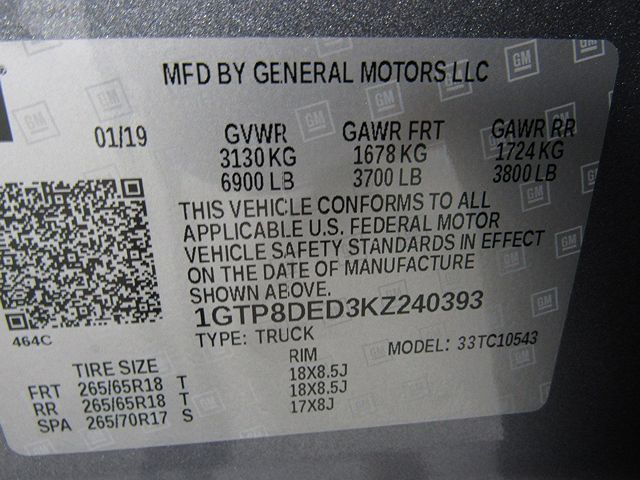 MFD BY GENERAL MOTORS LLC
01/19 GVWR GAWR FRT GAWR RR
3130 KG 1678 KG 1724 KG
6900 LB 3700 LB 3800 LB
THIS VEHICLE CONFORMS TO ALL
APPLICABLE U.S. FEDERAL MOTOR
VEHICLE SAFETY STANDARDS IN EFFECT
ON THE DATE OF MANUFACTURE
SHOWN ABOVE.
1GTP8DED3KZ240393
464C
TYPE: TRUCK MODEL: 33TC10543
TIRE SIZE RIM
FRT 265/65R18 T 18X8.5J
RR 265/65R18 T 18X8.5J
SPA 265/70R17 S 17X8J
GM